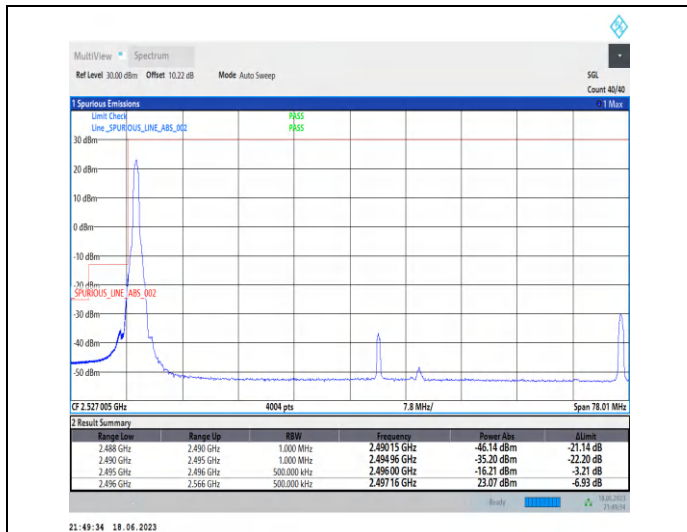 MultiView Spectrum
Ref Level 30.00 dBm Offset 10.22 dB Mode Auto Sweep SGL
Count 40/40
1 Spurious Emissions 1 Max
Limit Check PASS
Line _SPURIOUS_LINE_ABS_002 PASS
30 dBm
20 dBm
10 dBm
0 dBm
-10 dBm
-20 dBm
_SPURIOUS_LINE_ABS_002
-30 dBm
-40 dBm
-50 dBm
CF 2.527 005 GHz 4004 pts 7.8 MHz/ Span 78.01 MHz
2 Result Summary
Range Low Range Up RBW Frequency Power Abs ΔLimit
2.488 GHz 2.490 GHz 1.000 MHz 2.490 15 GHz -46.14 dBm -21.14 dB
2.490 GHz 2.495 GHz 1.000 MHz 2.494 96 GHz -35.20 dBm -22.20 dB
2.495 GHz 2.496 GHz 500.000 kHz 2.496 00 GHz -16.21 dBm -3.21 dB
2.496 GHz 2.566 GHz 500.000 kHz 2.497 16 GHz 23.07 dBm -6.93 dB
Ready 18.06.2023
21:49:34
21:49:34 18.06.2023